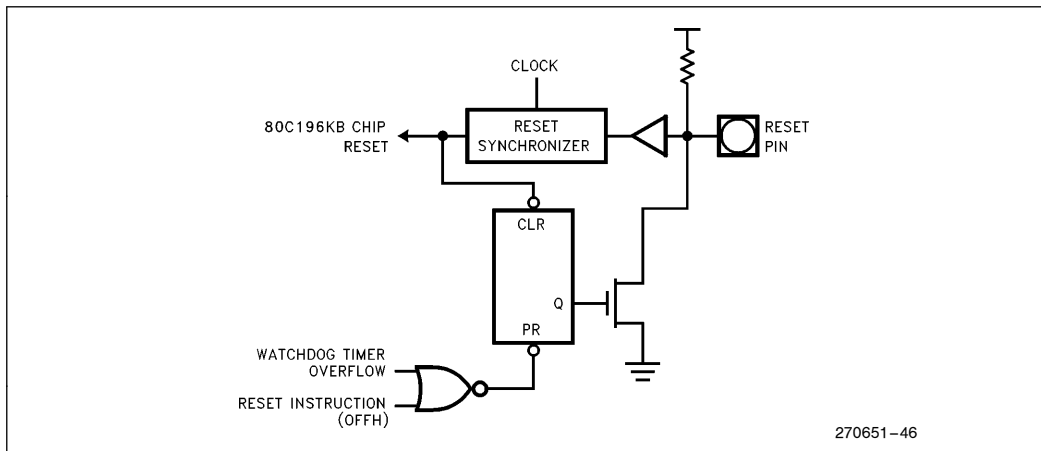 CLOCK
80C196KB CHIP
RESET
RESET
SYNCHRONIZER
RESET
PIN
CLR
Q
PR
WATCHDOG TIMER
OVERFLOW
RESET INSTRUCTION
(OFFH)
270651-46